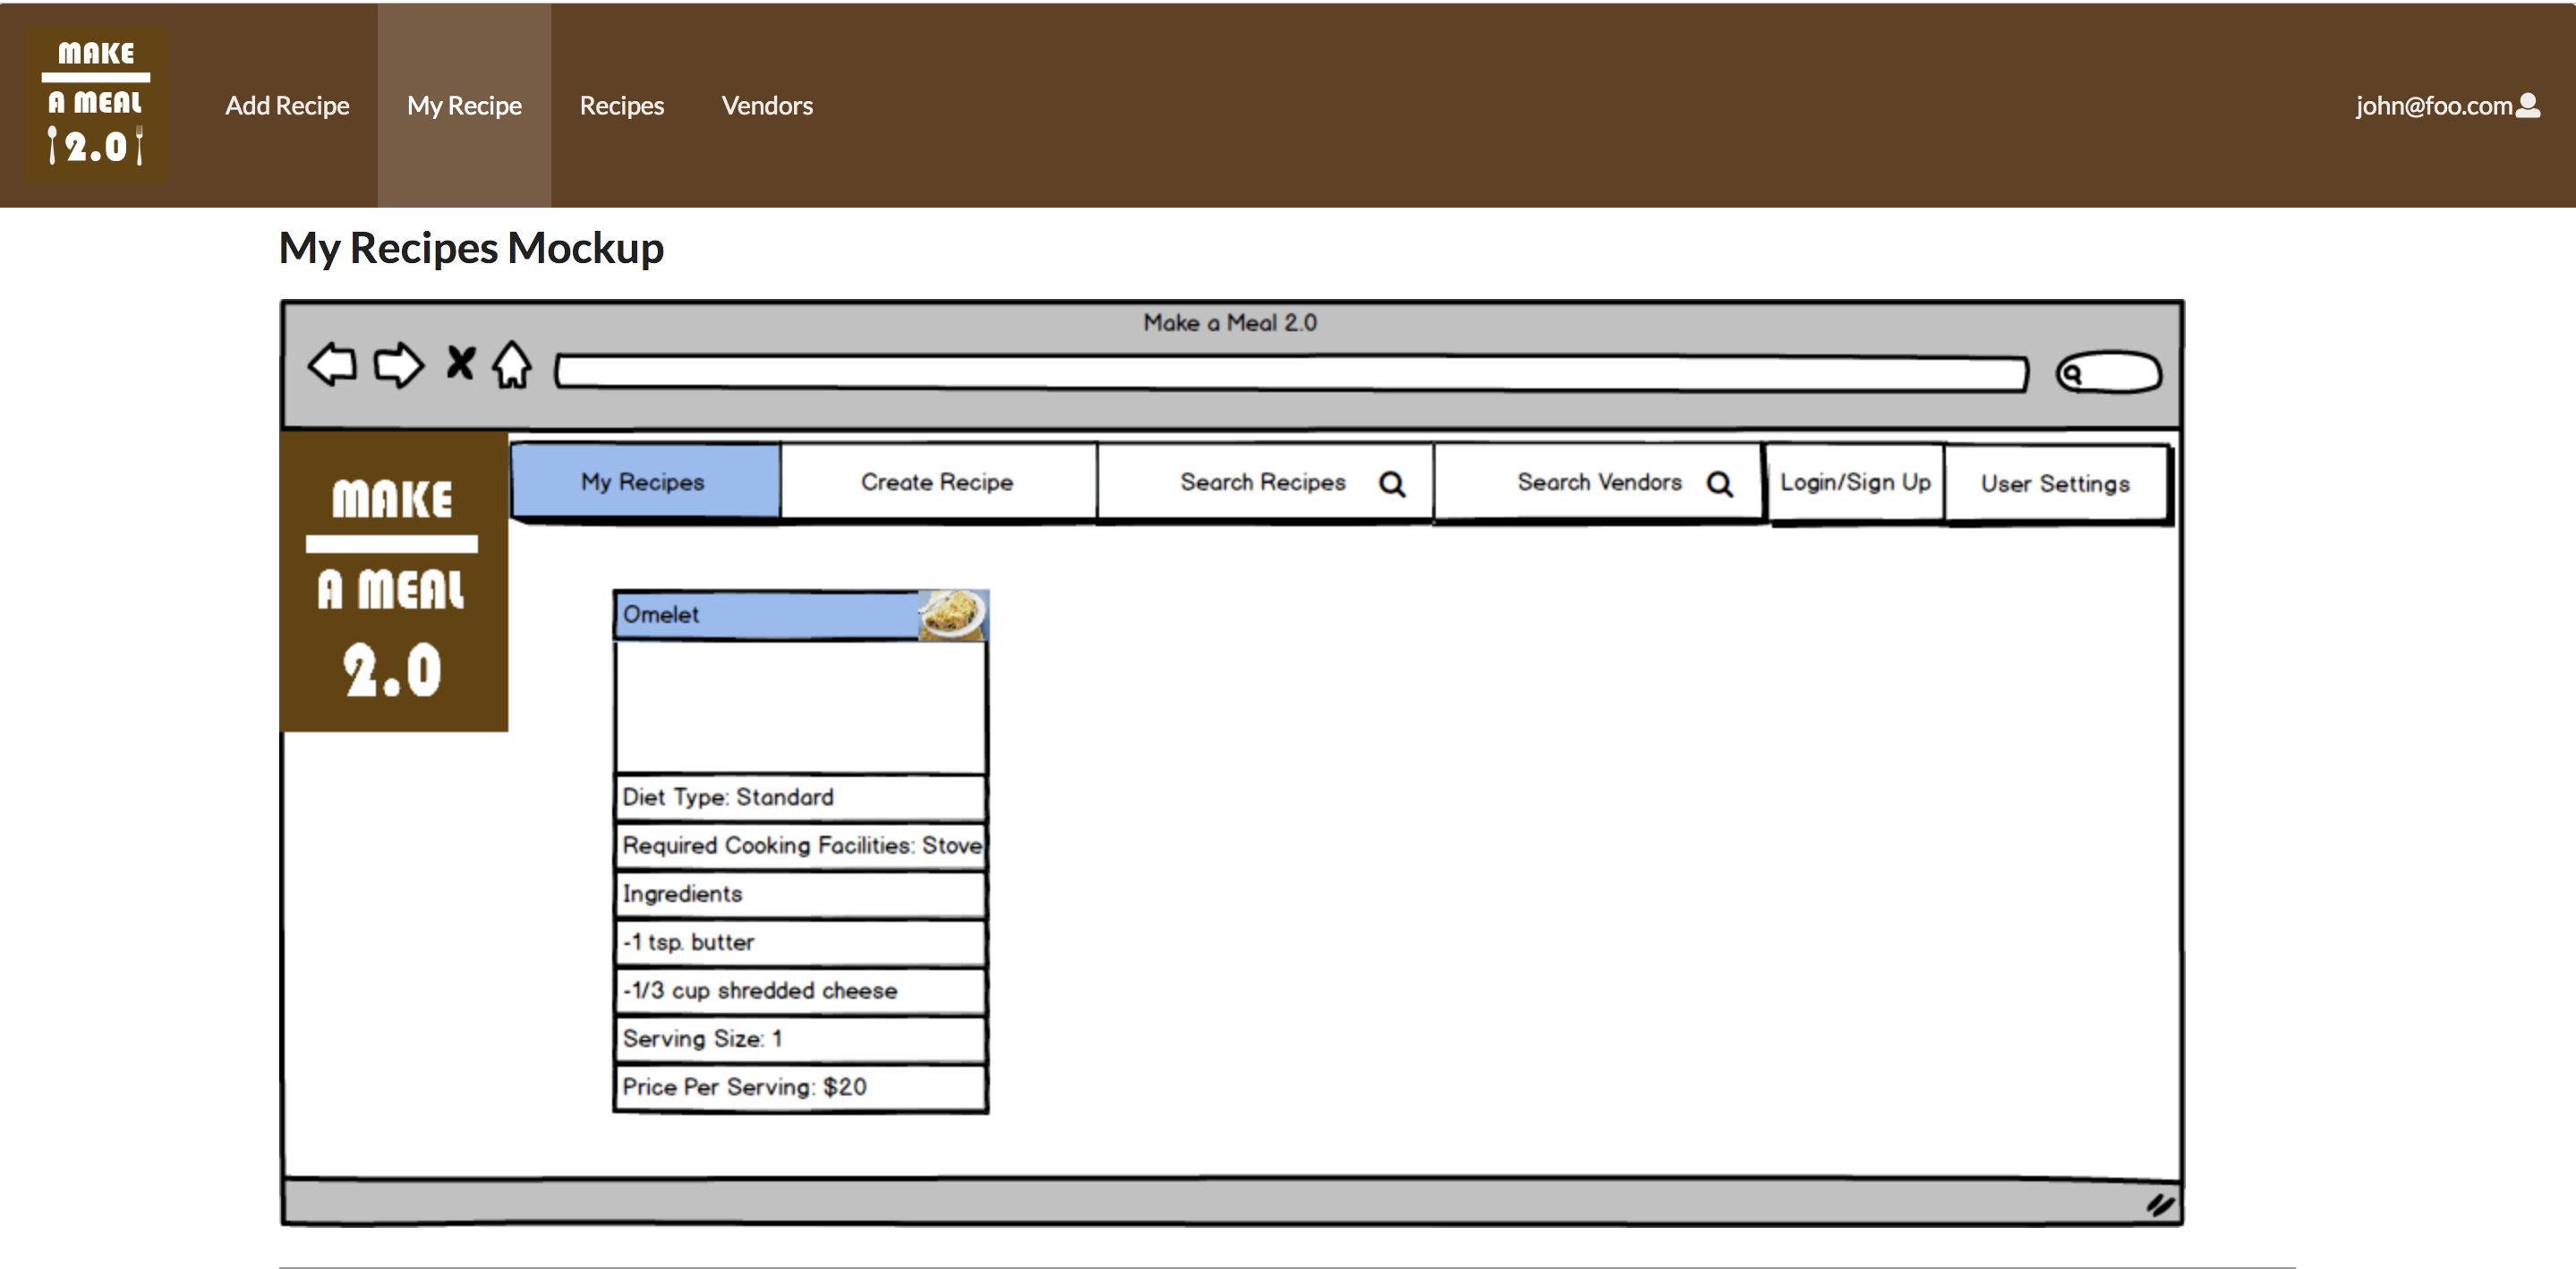 MAKE
A MEAL
2.0
Add Recipe
My Recipe
Recipes
Vendors
john@foo.com
My Recipes Mockup
Make a Meal 2.0
MAKE
A MEAL
2.0
My Recipes
Create Recipe
Search Recipes
Search Vendors
Login/Sign Up
User Settings
Omelet
Diet Type: Standard
Required Cooking Facilities: Stove
Ingredients
-1 tsp. butter
-1/3 cup shredded cheese
Serving Size: 1
Price Per Serving: $20